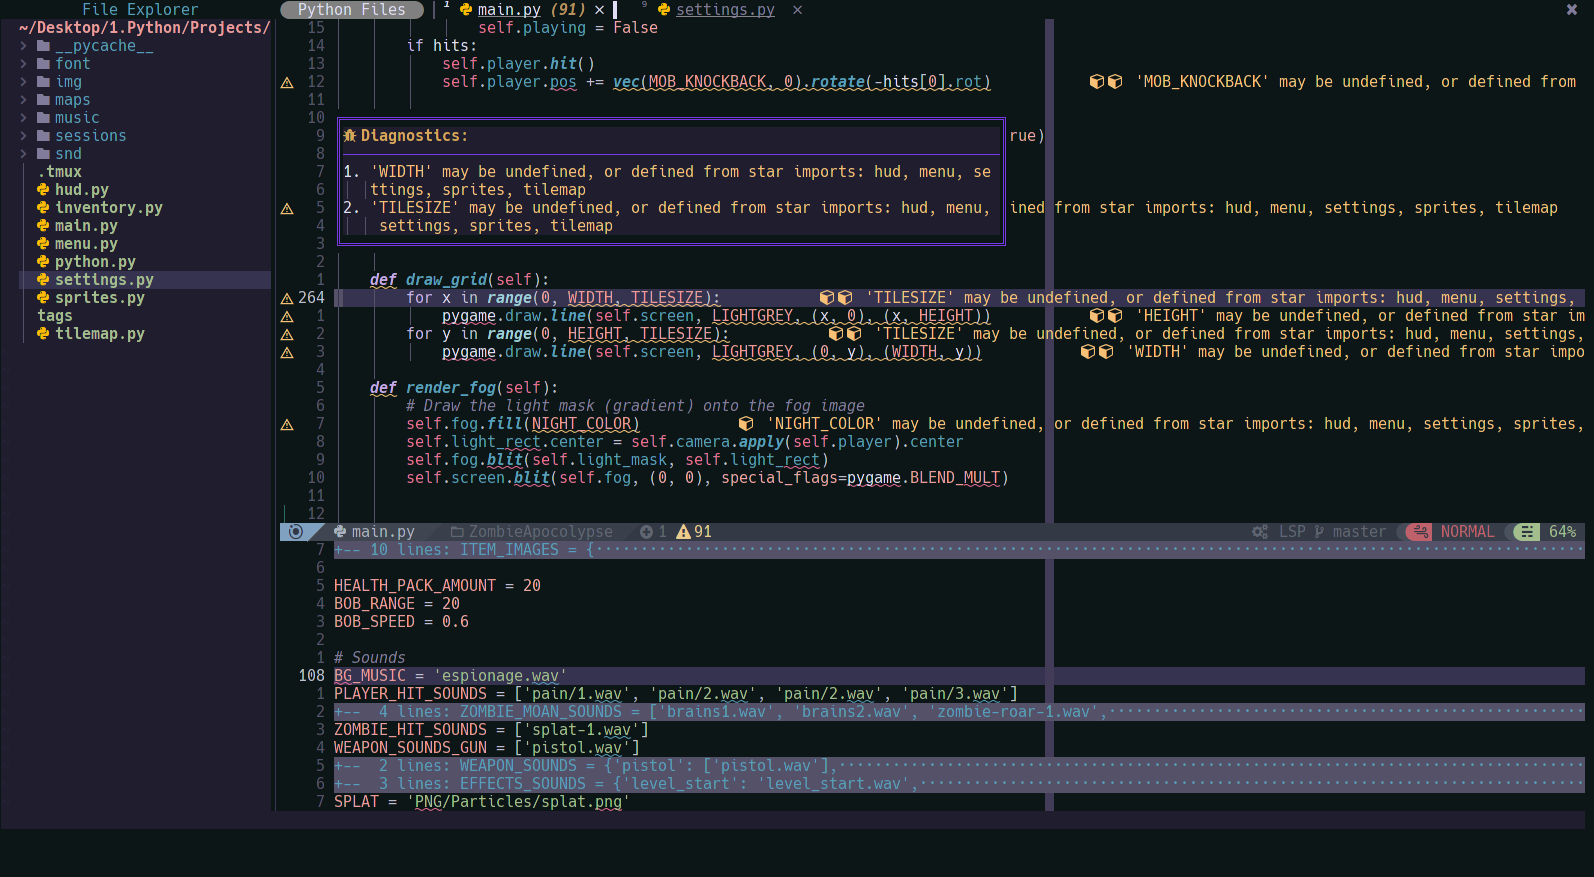 File Explorer
~/Desktop/1.Python/Projects/
__pycache__
font
img
maps
music
sessions
snd
.tmux
hud.py
inventory.py
main.py
menu.py
python.py
settings.py
sprites.py
tags
tilemap.py
Python Files 1 main.py (91) × 9 settings.py ×
15 self.playing = False
14 if hits:
13 self.player.hit()
12 self.player.pos += vec(MOB_KNOCKBACK, 0).rotate(-hits[0].rot) 'MOB_KNOCKBACK' may be undefined, or defined from
11
10
9 rue)
8
7
6
5 ined from star imports: hud, menu, settings, sprites, tilemap
4
3
Diagnostics:
1. 'WIDTH' may be undefined, or defined from star imports: hud, menu, se
ttings, sprites, tilemap
2. 'TILESIZE' may be undefined, or defined from star imports: hud, menu,
settings, sprites, tilemap
2
1 def draw_grid(self):
264 for x in range(0, WIDTH, TILESIZE): 'TILESIZE' may be undefined, or defined from star imports: hud, menu, settings,
1 pygame.draw.line(self.screen, LIGHTGREY, (x, 0), (x, HEIGHT)) 'HEIGHT' may be undefined, or defined from star im
2 for y in range(0, HEIGHT, TILESIZE): 'TILESIZE' may be undefined, or defined from star imports: hud, menu, settings,
3 pygame.draw.line(self.screen, LIGHTGREY, (0, y), (WIDTH, y)) 'WIDTH' may be undefined, or defined from star impo
4
5 def render_fog(self):
6 # Draw the light mask (gradient) onto the fog image
7 self.fog.fill(NIGHT_COLOR) 'NIGHT_COLOR' may be undefined, or defined from star imports: hud, menu, settings, sprites,
8 self.light_rect.center = self.camera.apply(self.player).center
9 self.fog.blit(self.light_mask, self.light_rect)
10 self.screen.blit(self.fog, (0, 0), special_flags=pygame.BLEND_MULT)
11
12
main.py ZombieApocolypse 1 91 LSP master NORMAL 64%
7 +-- 10 lines: ITEM_IMAGES = {
6
5 HEALTH_PACK_AMOUNT = 20
4 BOB_RANGE = 20
3 BOB_SPEED = 0.6
2
1 # Sounds
108 BG_MUSIC = 'espionage.wav'
1 PLAYER_HIT_SOUNDS = ['pain/1.wav', 'pain/2.wav', 'pain/2.wav', 'pain/3.wav']
2 +-- 4 lines: ZOMBIE_MOAN_SOUNDS = ['brains1.wav', 'brains2.wav', 'zombie-roar-1.wav',
3 ZOMBIE_HIT_SOUNDS = ['splat-1.wav']
4 WEAPON_SOUNDS_GUN = ['pistol.wav']
5 +-- 2 lines: WEAPON_SOUNDS = {'pistol': ['pistol.wav'],
6 +-- 3 lines: EFFECTS_SOUNDS = {'level_start': 'level_start.wav',
7 SPLAT = 'PNG/Particles/splat.png'